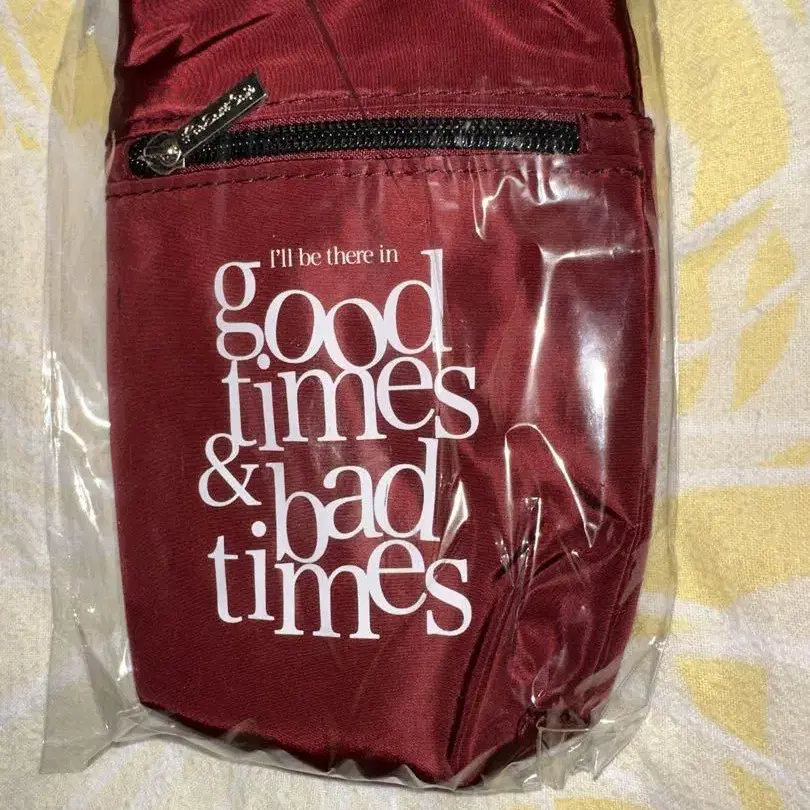 I'll be there in
good
times
& bad
times